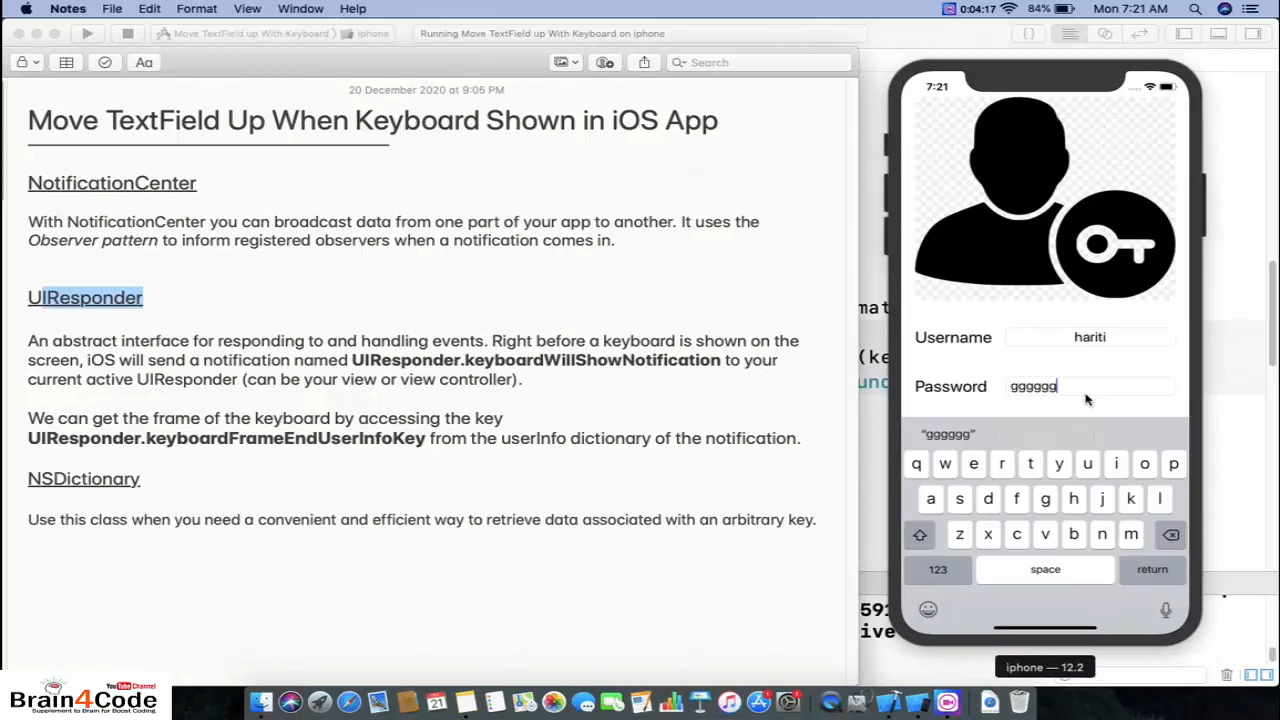 Notes File Edit Format View Window Help 0:04:17 84% Mon 7:21 AM
Move TextField up With Keyboard iphone Running Move TextField up With Keyboard on iphone
Aa Search
20 December 2020 at 9:05 PM
Move TextField Up When Keyboard Shown in iOS App
NotificationCenter
With NotificationCenter you can broadcast data from one part of your app to another. It uses the
Observer pattern to inform registered observers when a notification comes in.
UIResponder
An abstract interface for responding to and handling events. Right before a keyboard is shown on the
screen, iOS will send a notification named UIResponder.keyboardWillShowNotification to your
current active UIResponder (can be your view or view controller).
We can get the frame of the keyboard by accessing the key
UIResponder.keyboardFrameEndUserInfoKey from the userInfo dictionary of the notification.
NSDictionary
Use this class when you need a convenient and efficient way to retrieve data associated with an arbitrary key.
mat
(ke
unc
591
ive
7:21
Username hariti
Password gggggg
“gggggg”
q w e r t y u i o p
a s d f g h j k l
z x c v b n m
123 space return
iphone — 12.2
YouTube Channel
Brain4Code
Supplement to Brain for Boost Coding
21